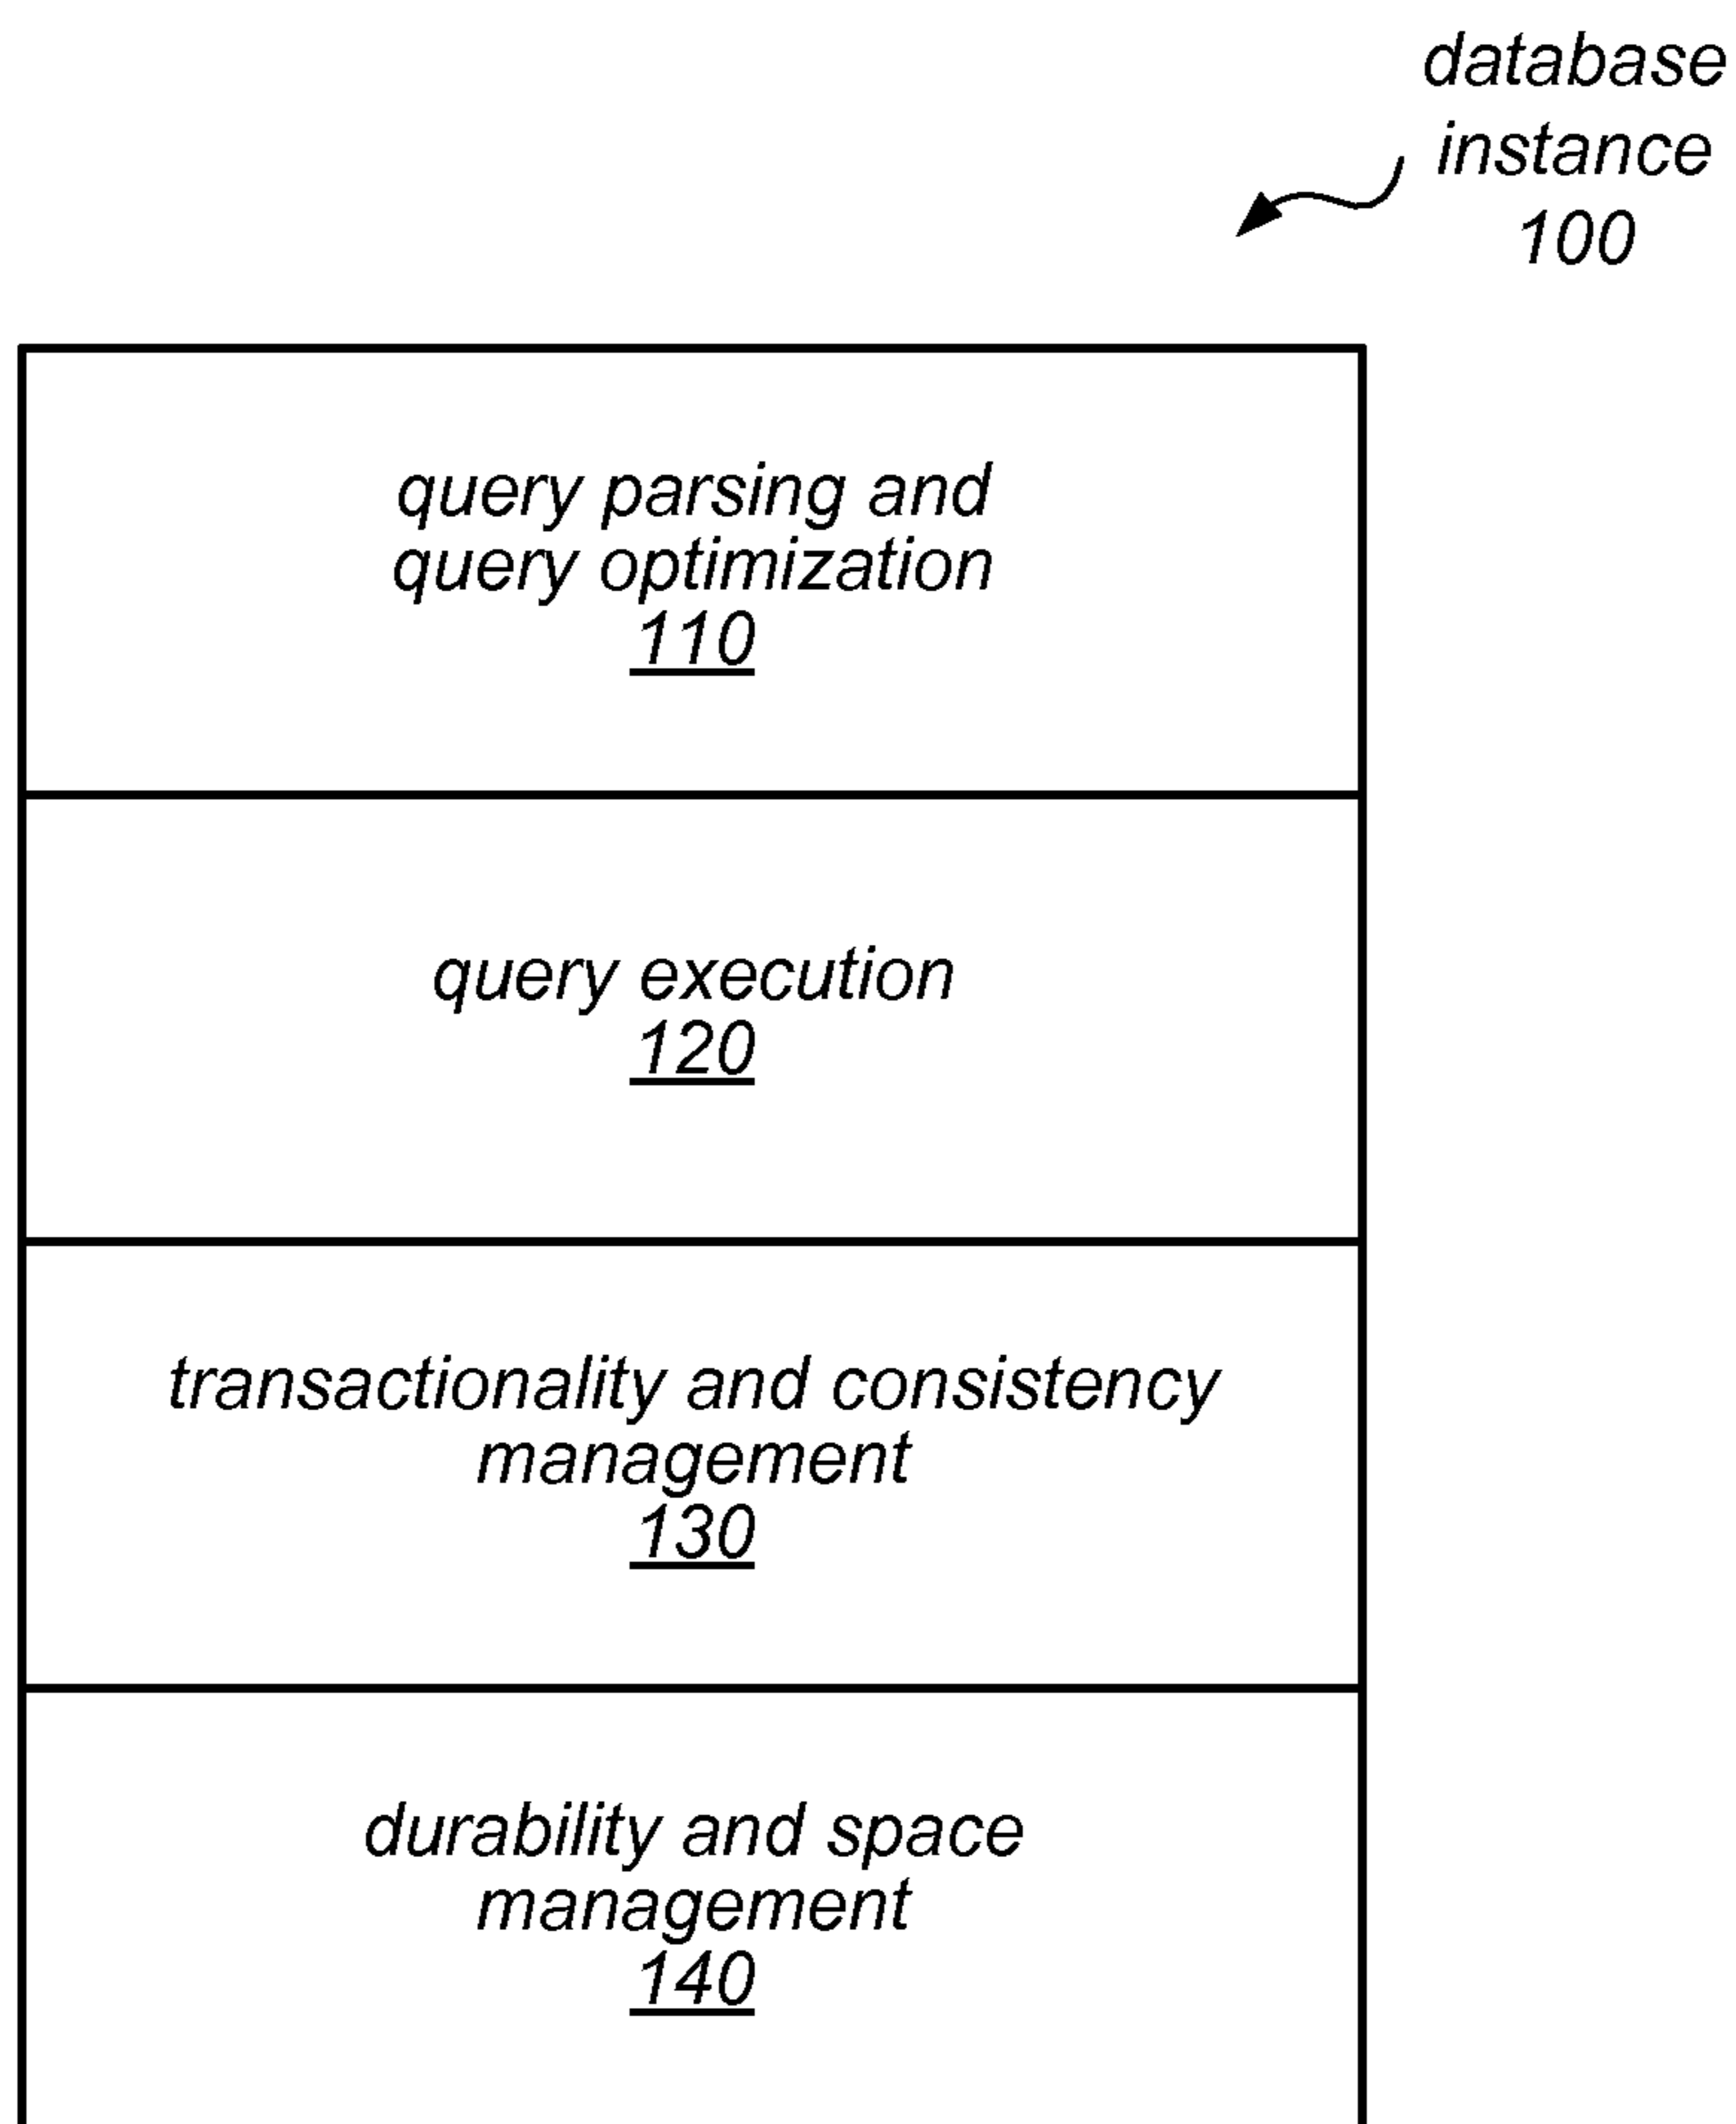 database
instance
100
query parsing and
query optimization
110
query execution
120
transactionality and consistency
management
130
durability and space
management
140